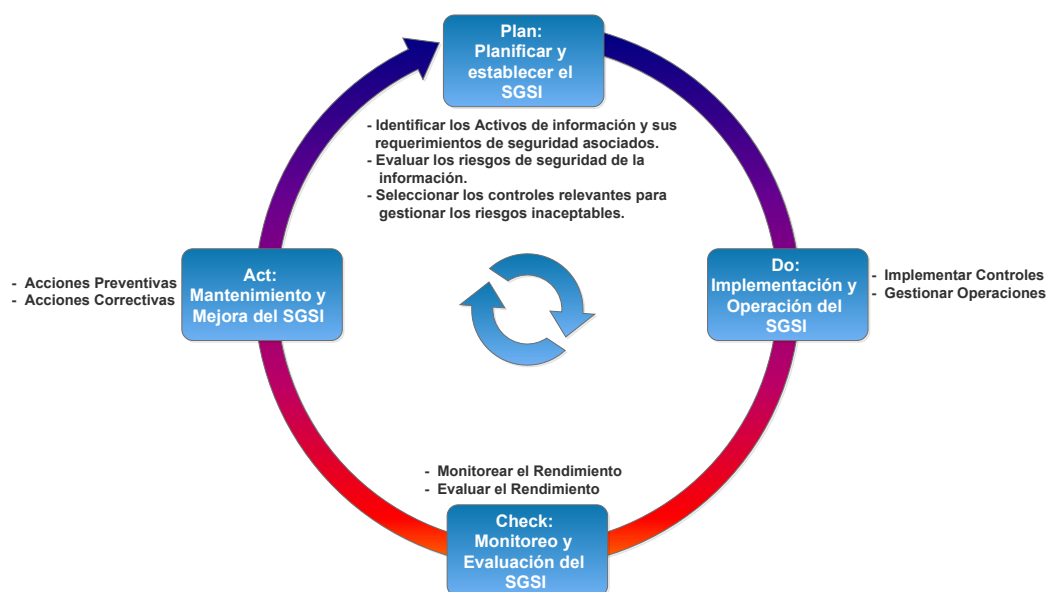 Plan:
Planificar y
establecer el
SGSI
- Identificar los Activos de información y sus
requerimientos de seguridad asociados.
- Evaluar los riesgos de seguridad de la
información.
- Seleccionar los controles relevantes para
gestionar los riesgos inaceptables.
Act:
Mantenimiento y
Mejora del SGSI
- Acciones Preventivas
- Acciones Correctivas
Do:
Implementación y
Operación del
SGSI
- Implementar Controles
- Gestionar Operaciones
- Monitorear el Rendimiento
- Evaluar el Rendimiento
Check:
Monitoreo y
Evaluación del
SGSI